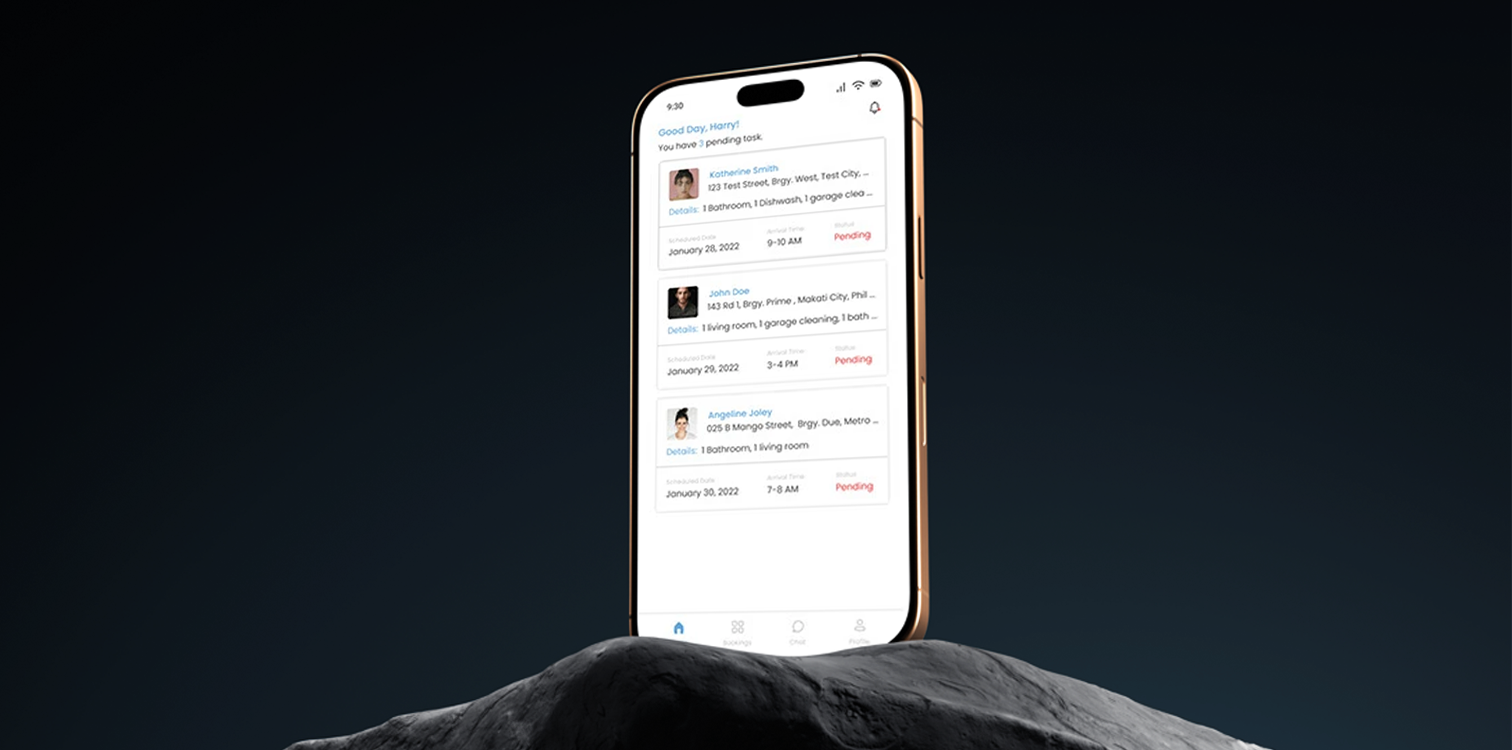 9:30
Good Day, Harry!
You have 3 pending task.
Katherine Smith
123 Test Street, Brgy. West, Test City, ...
Details: 1 Bathroom, 1 Dishwash, 1 garage clea ...
Scheduled Date Arrival Time Status
January 28, 2022 9-10 AM Pending
John Doe
143 Rd 1, Brgy. Prime , Makati City, Phil ...
Details: 1 living room, 1 garage cleaning, 1 bath ...
Scheduled Date Arrival Time Status
January 29, 2022 3-4 PM Pending
Angeline Joley
025 B Mango Street, Brgy. Due, Metro ...
Details: 1 Bathroom, 1 living room
Scheduled Date Arrival Time Status
January 30, 2022 7-8 AM Pending
Bookings Chat Profile